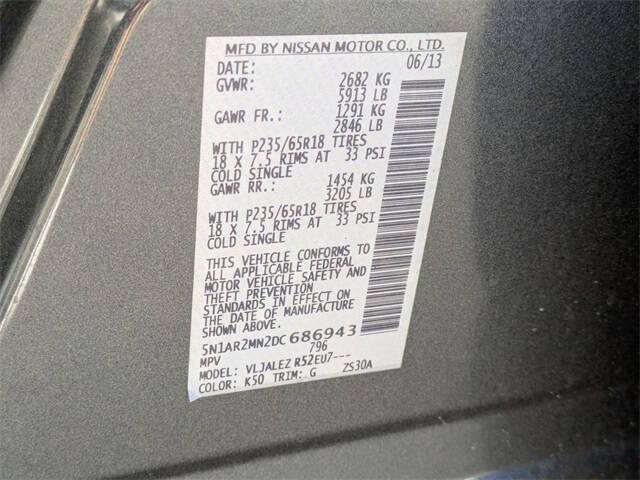 MFD BY NISSAN MOTOR CO., LTD.
DATE: 06/13
GVWR: 2682 KG
5913 LB
GAWR FR.: 1291 KG
2846 LB
WITH P235/65R18 TIRES
18 X 7.5 RIMS AT 33 PSI
COLD SINGLE
GAWR RR.: 1454 KG
3205 LB
WITH P235/65R18 TIRES
18 X 7.5 RIMS AT 33 PSI
COLD SINGLE
THIS VEHICLE CONFORMS TO
ALL APPLICABLE FEDERAL
MOTOR VEHICLE SAFETY AND
THEFT PREVENTION
STANDARDS IN EFFECT ON
THE DATE OF MANUFACTURE
SHOWN ABOVE.
5N1AR2MN2DC686943
MPV 796
MODEL: VLJALEZ R52EU7---
COLOR: K50 TRIM: G ZS30A